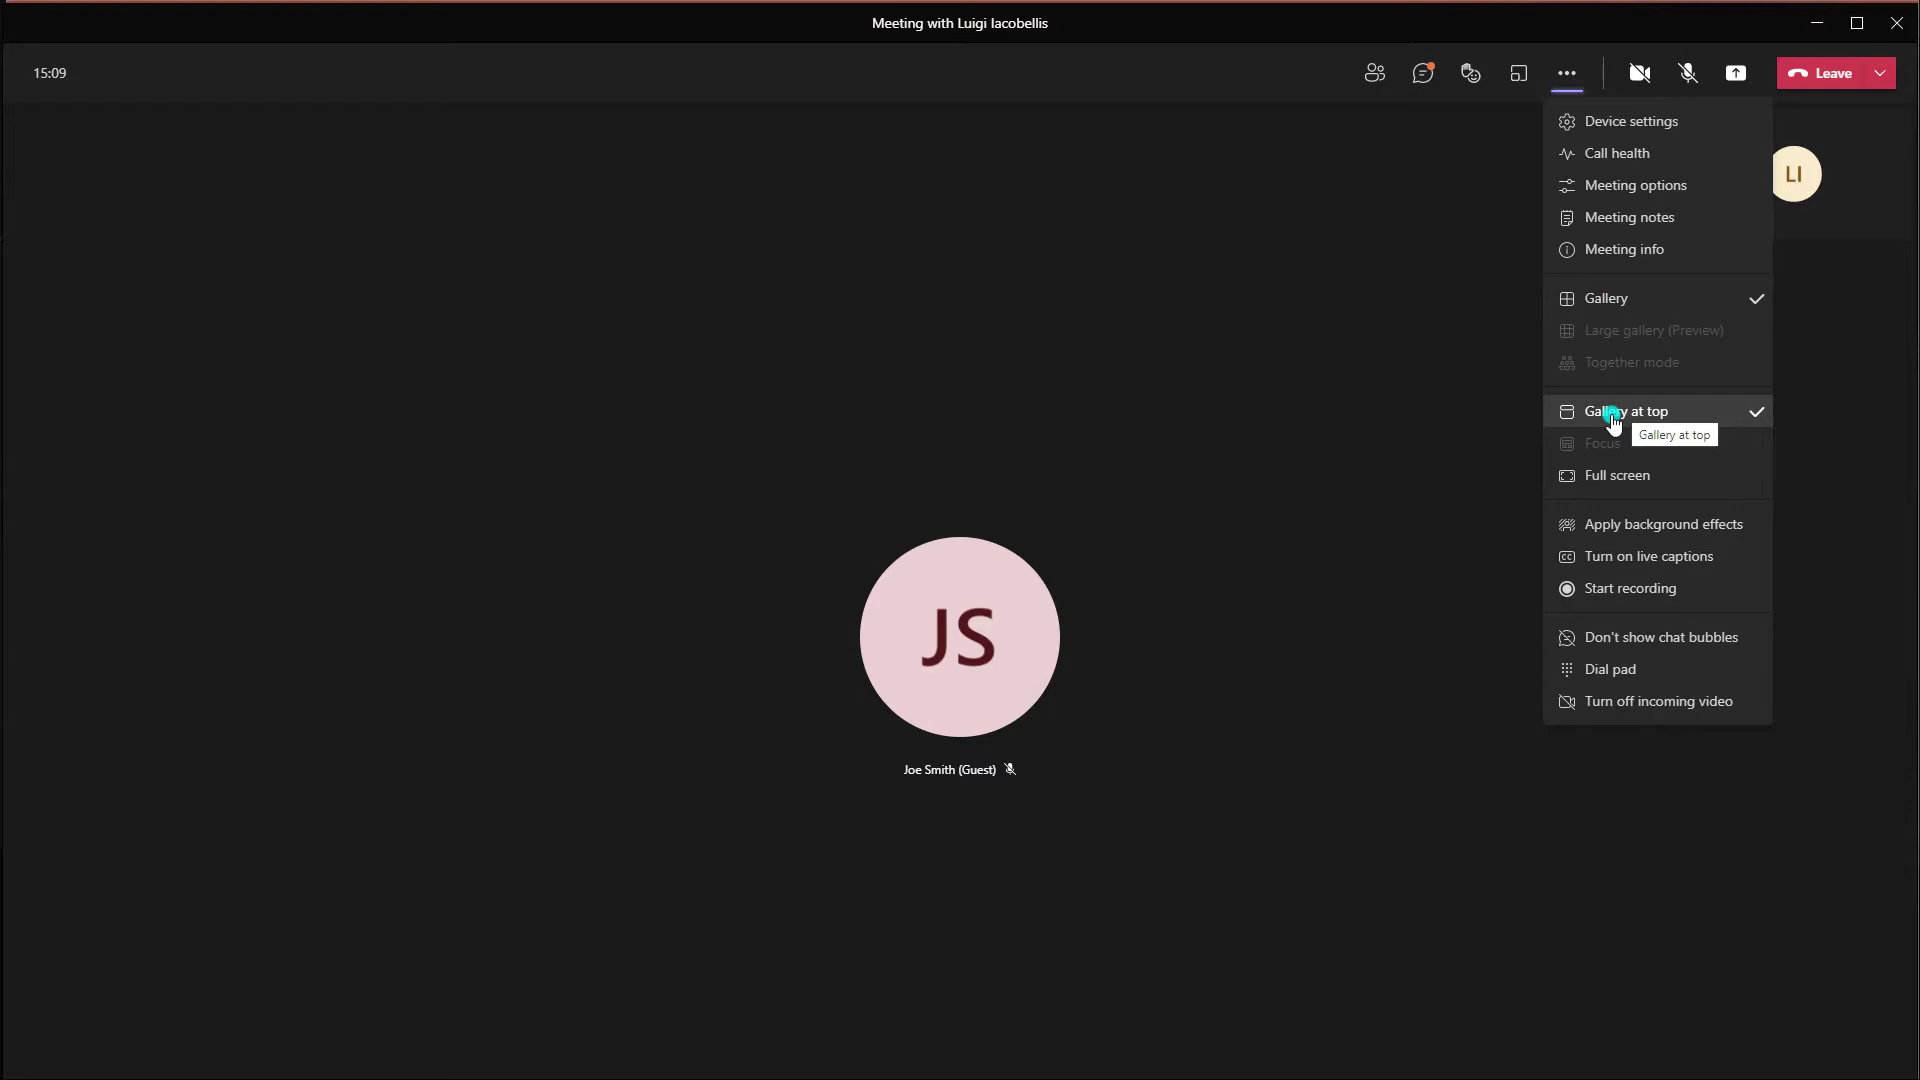 Meeting with Luigi Iacobellis
15:09
Leave
Device settings
Call health
LI
Meeting options
Meeting notes
Meeting info
Gallery
Large gallery (Preview)
Together mode
Gallery at top
Gallery at top
Focus
Full screen
Apply background effects
CC Turn on live captions
Start recording
JS
Don't show chat bubbles
Dial pad
Turn off incoming video
Joe Smith (Guest)